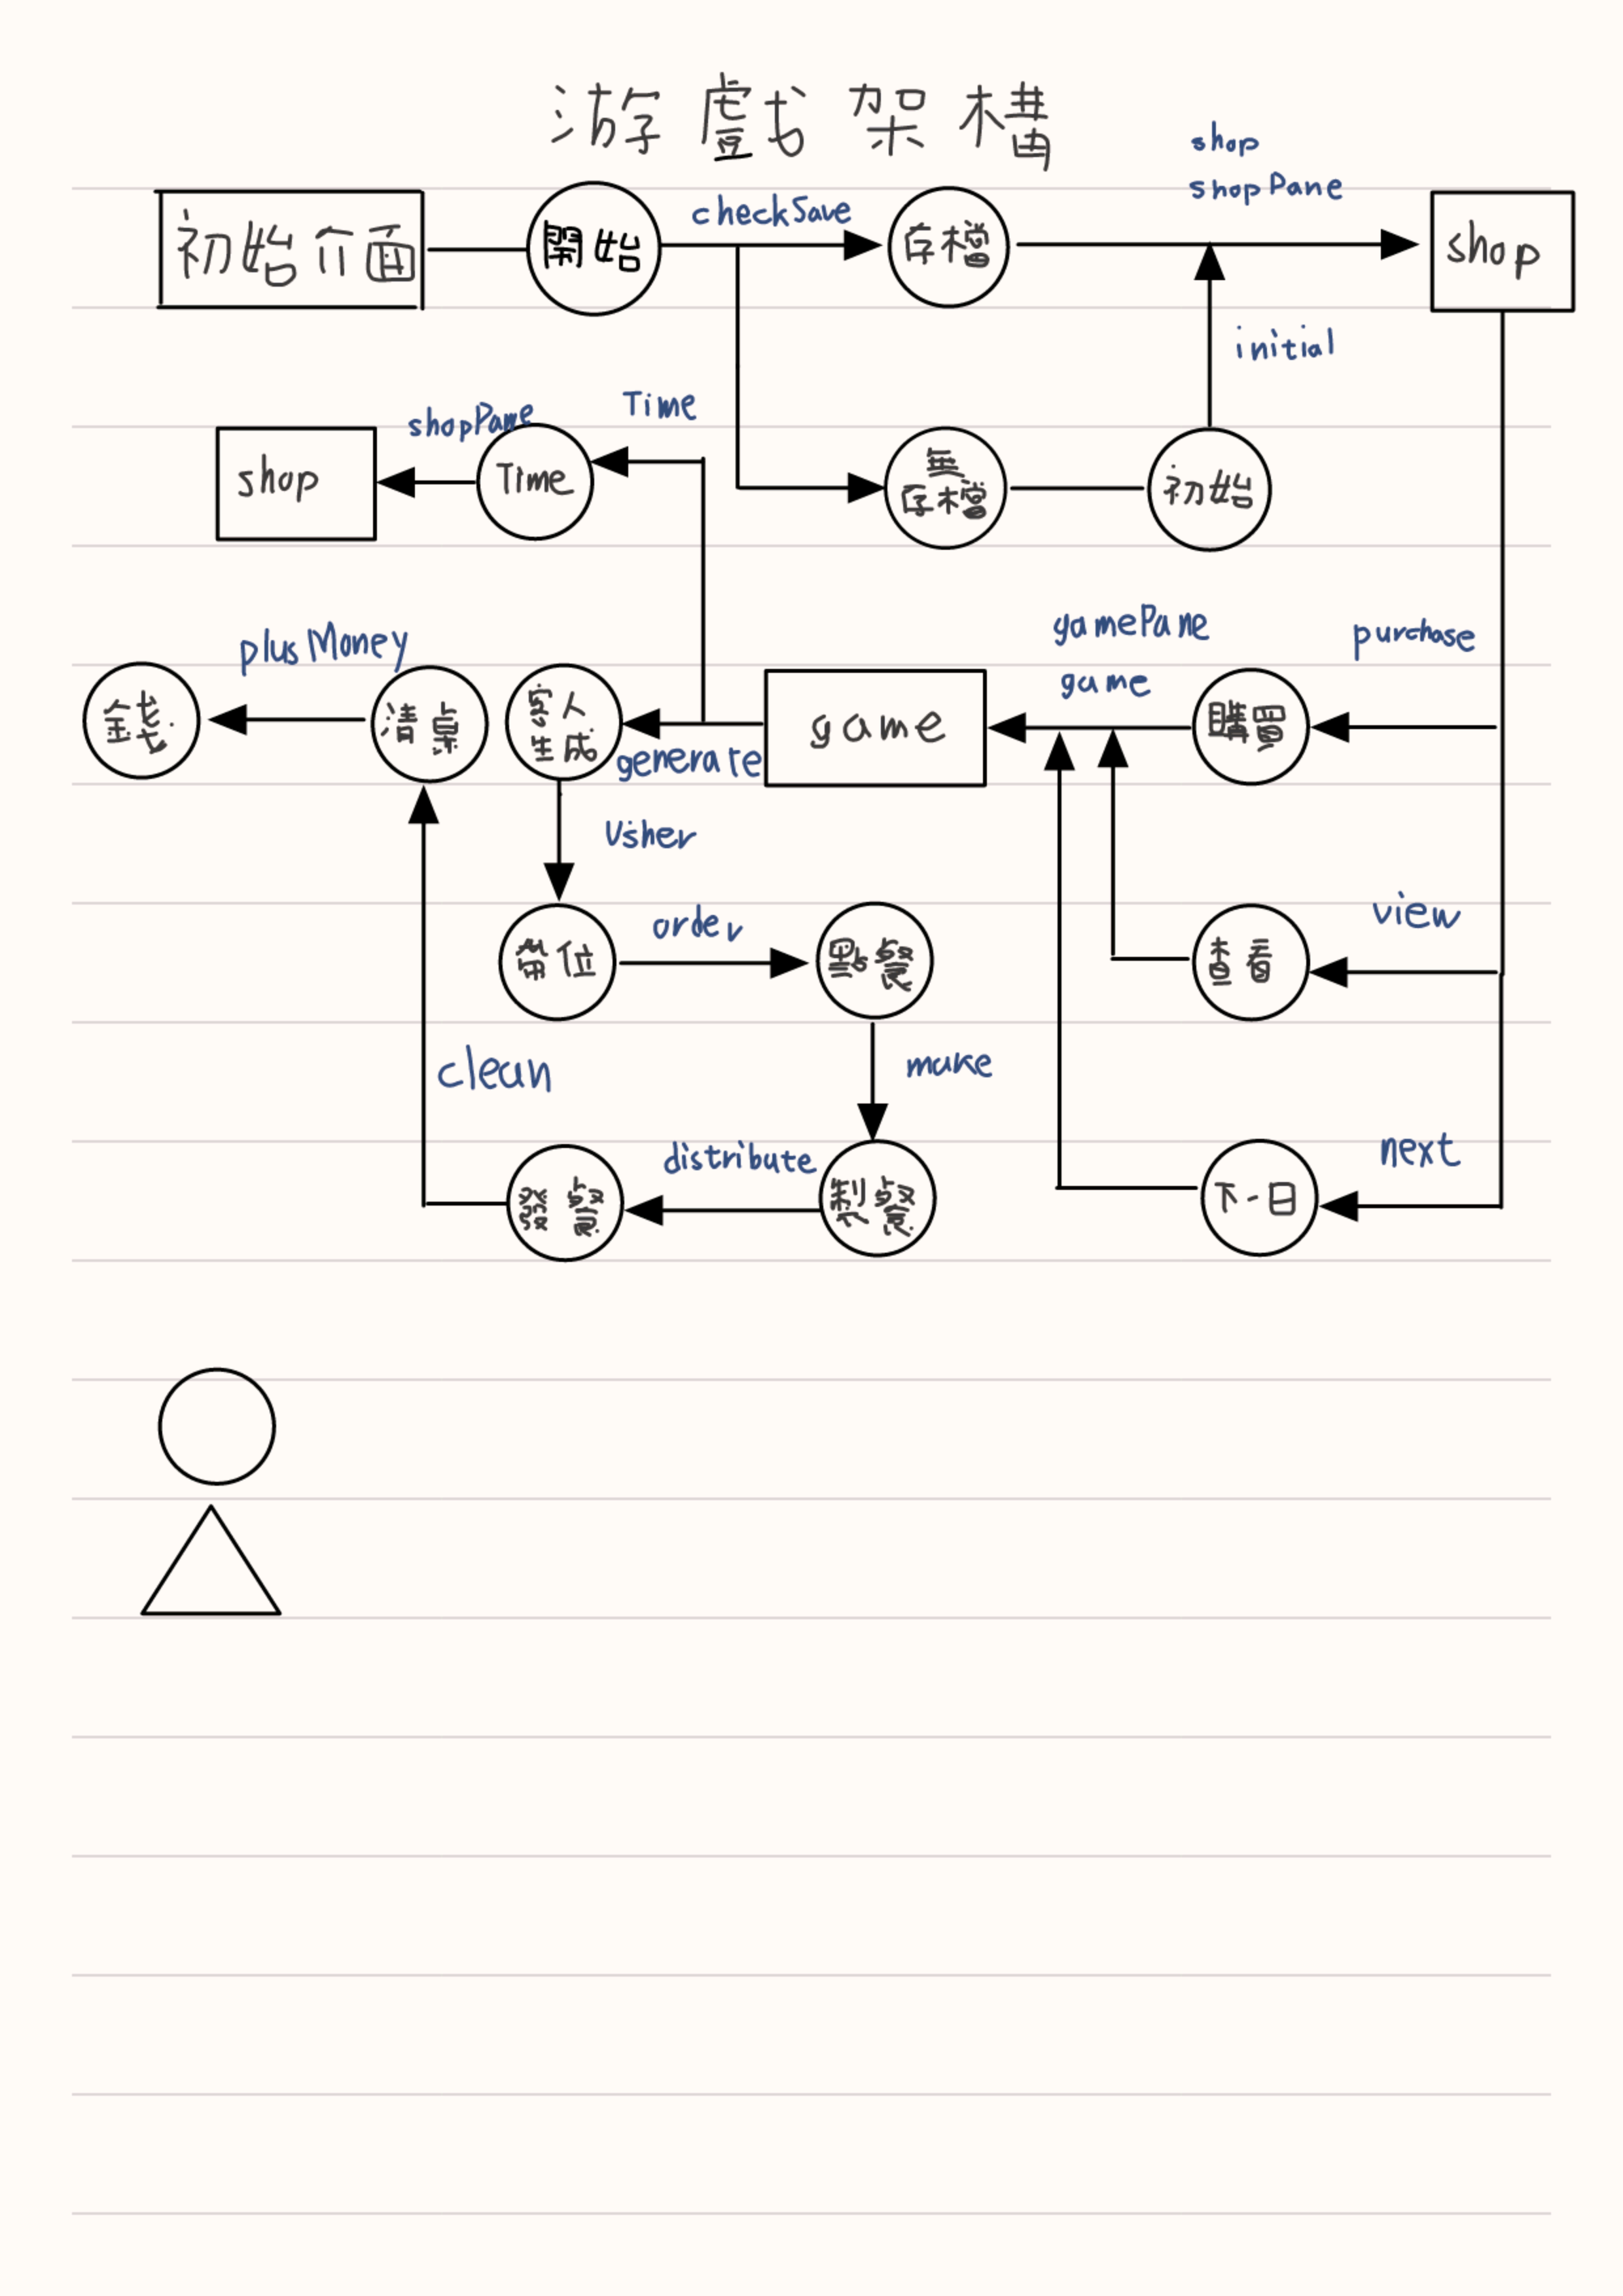 游戲架構
shop
shopPane
初始介面
開始
checkSave
存檔
shop
initial
shopPane
Time
shop
Time
無
存檔
初始
plusMoney
gamePane
game
purchase
金錢
清桌
客人
生成
generate
game
購買
Usher
view
帶位
order
點餐
查看
clean
make
next
distribute
發餐
製餐
下一日